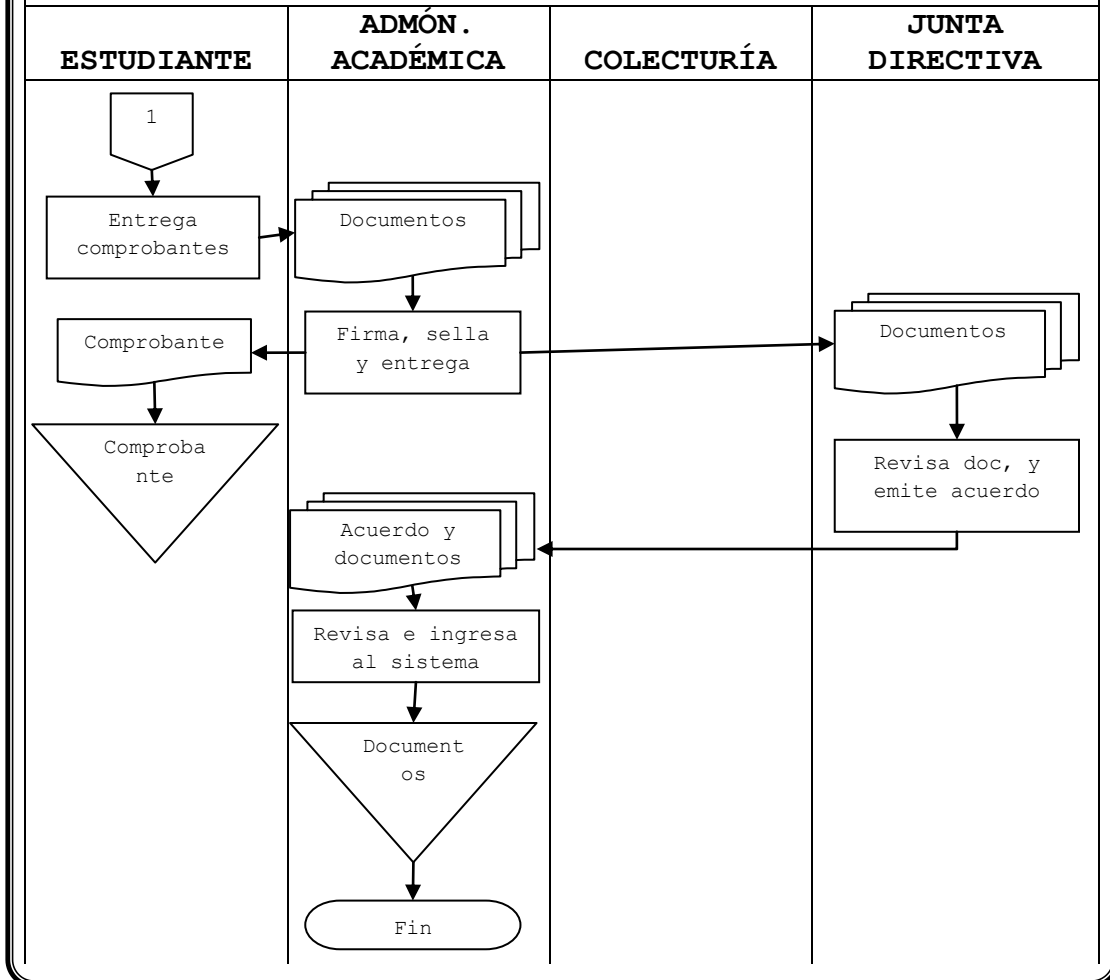 ESTUDIANTE
ADMÓN.
ACADÉMICA
COLECTURÍA
JUNTA
DIRECTIVA
1
Entrega
comprobantes
Documentos
Comprobante
Firma, sella
y entrega
Documentos
Comproba
nte
Revisa doc, y
emite acuerdo
Acuerdo y
documentos
Revisa e ingresa
al sistema
Document
os
Fin